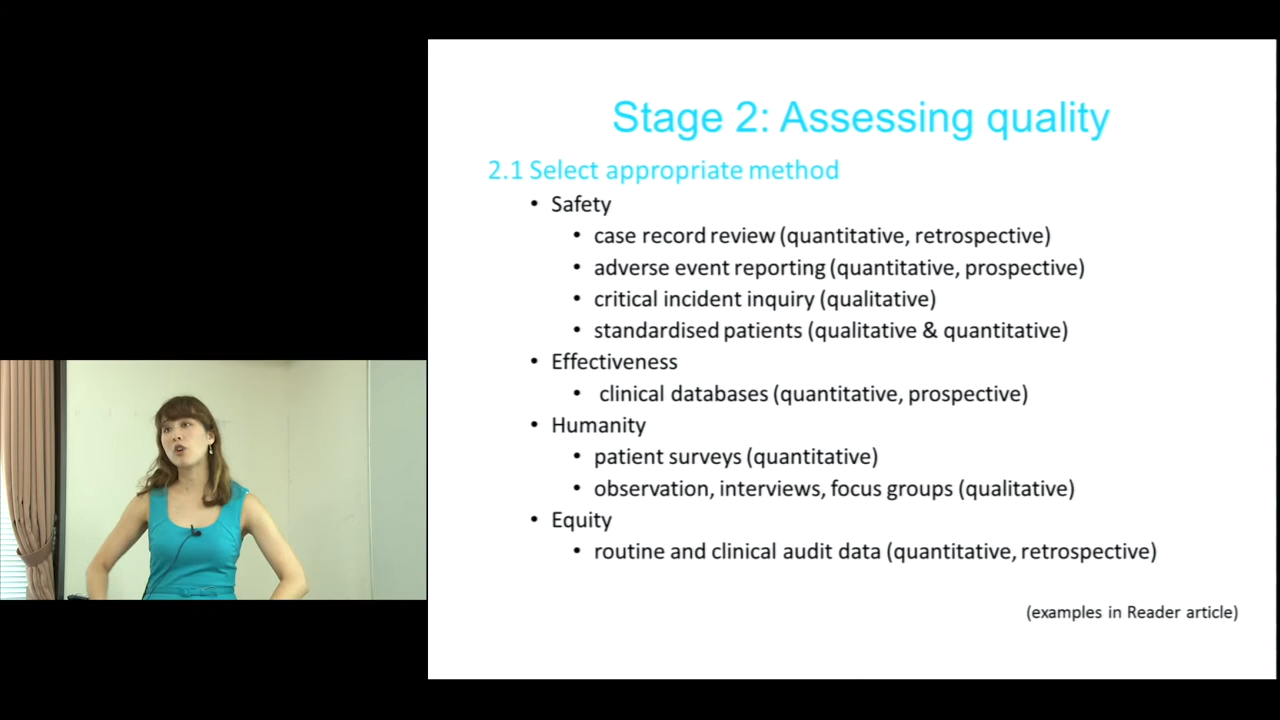 Stage 2: Assessing quality
2.1 Select appropriate method
• Safety
• case record review (quantitative, retrospective)
• adverse event reporting (quantitative, prospective)
• critical incident inquiry (qualitative)
• standardised patients (qualitative & quantitative)
• Effectiveness
• clinical databases (quantitative, prospective)
• Humanity
• patient surveys (quantitative)
• observation, interviews, focus groups (qualitative)
• Equity
• routine and clinical audit data (quantitative, retrospective)
(examples in Reader article)